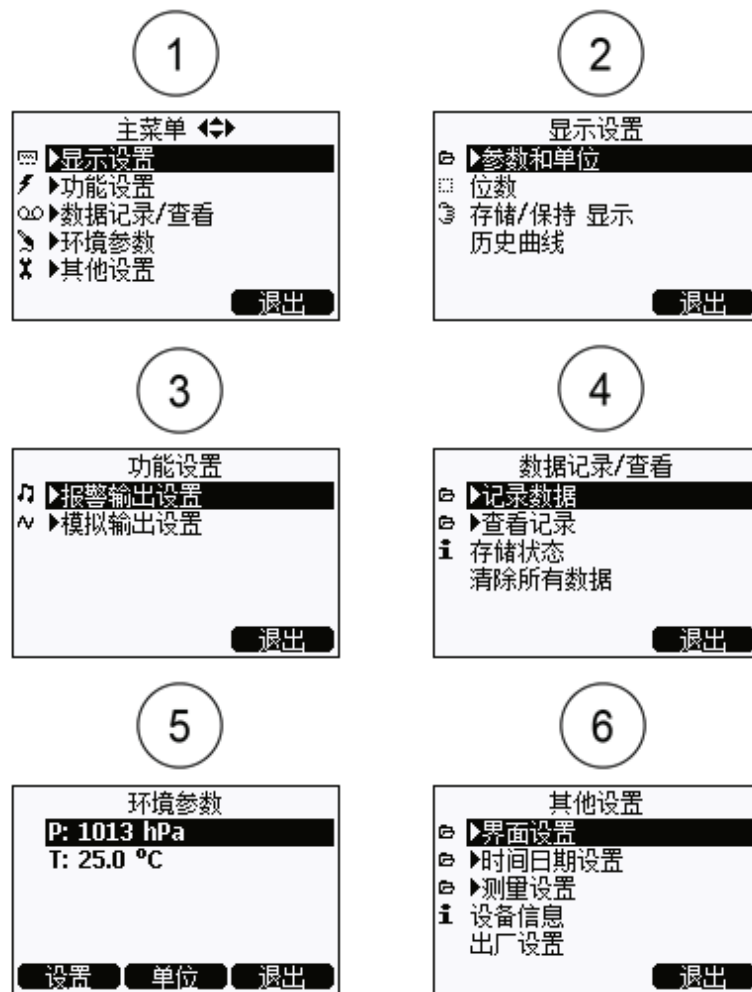 1
主菜单
显示设置
功能设置
数据记录/查看
环境参数
其他设置
退出
2
显示设置
参数和单位
位数
存储/保持 显示
历史曲线
退出
3
功能设置
报警输出设置
模拟输出设置
退出
4
数据记录/查看
记录数据
查看记录
存储状态
清除所有数据
退出
5
环境参数
P: 1013 hPa
T: 25.0 ºC
设置 单位 退出
6
其他设置
界面设置
时间日期设置
测量设置
设备信息
出厂设置
退出